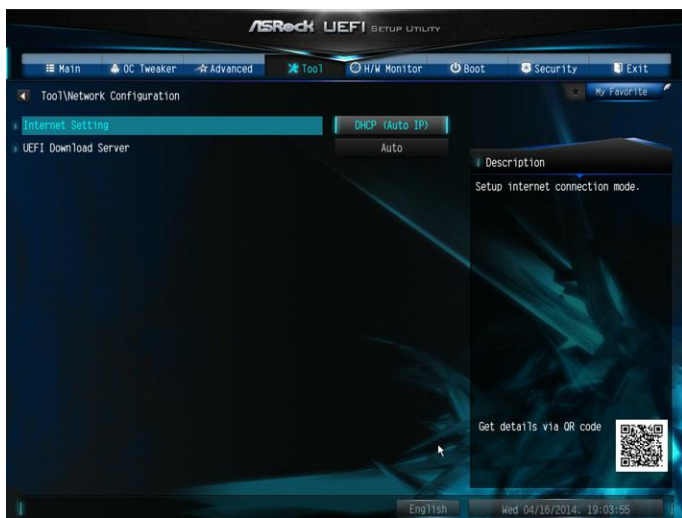 ASRock UEFI SETUP UTILITY
Main OC Tweaker Advanced Tool H/W Monitor Boot Security Exit
Tool\Network Configuration
My Favorite
Internet Setting DHCP (Auto IP)
UEFI Download Server Auto
Description
Setup internet connection mode.
Get details via QR code
English Wed 04/16/2014. 19:03:55